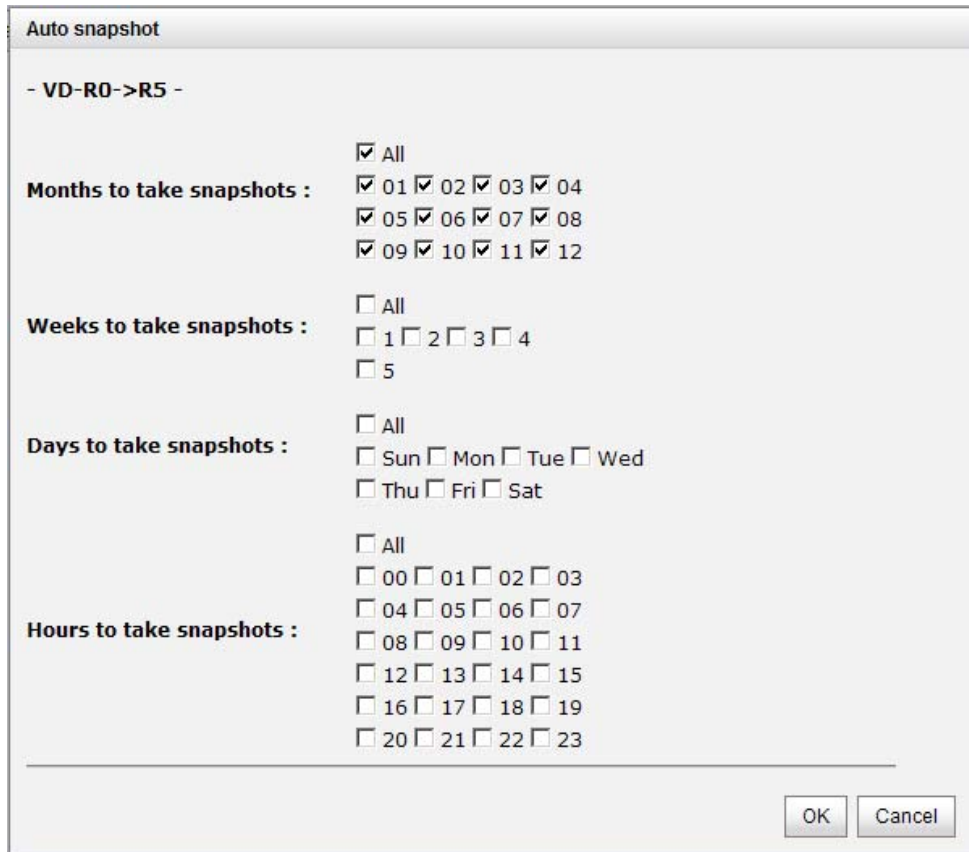 Auto snapshot
- VD-R0->R5 -
Months to take snapshots :
All
01 02 03 04
05 06 07 08
09 10 11 12
Weeks to take snapshots :
All
1 2 3 4
5
Days to take snapshots :
All
Sun Mon Tue Wed
Thu Fri Sat
Hours to take snapshots :
All
00 01 02 03
04 05 06 07
08 09 10 11
12 13 14 15
16 17 18 19
20 21 22 23
OK Cancel